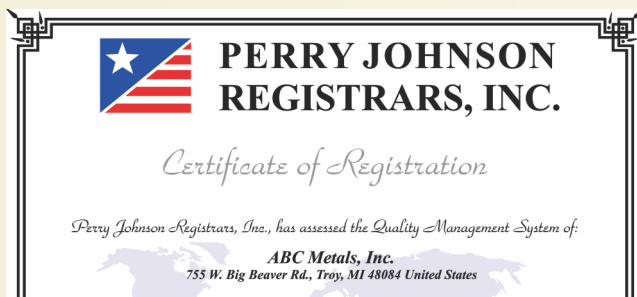 PERRY JOHNSON
REGISTRARS, INC.
Certificate of Registration
Perry Johnson Registrars, Inc., has assessed the Quality Management System of:
ABC Metals, Inc.
755 W. Big Beaver Rd., Troy, MI 48084 United States